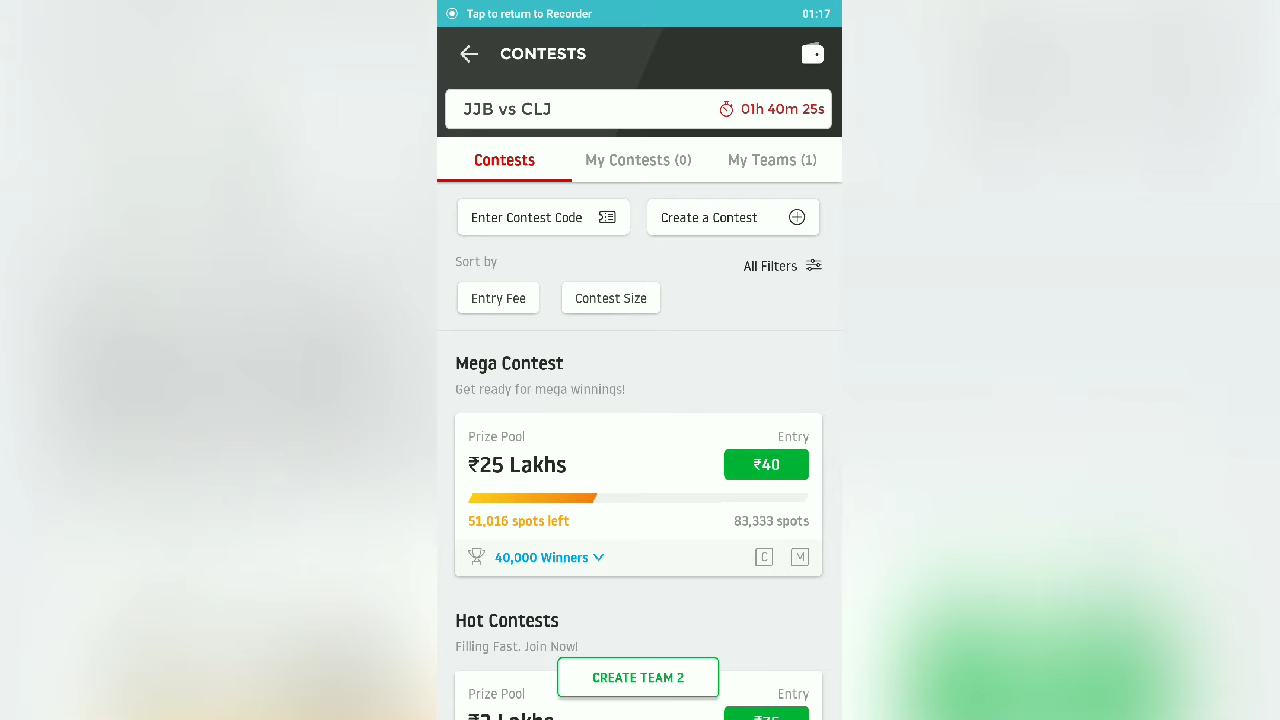 Tap to return to Recorder 01:17
CONTESTS
JJB vs CLJ 01h 40m 25s
Contests My Contests (0) My Teams (1)
Enter Contest Code Create a Contest
Sort by All Filters
Entry Fee Contest Size
Mega Contest
Get ready for mega winnings!
Prize Pool Entry
₹25 Lakhs ₹40
51,016 spots left 83,333 spots
40,000 Winners C M
Hot Contests
Filling Fast. Join Now!
CREATE TEAM 2
Prize Pool Entry
Lakhs